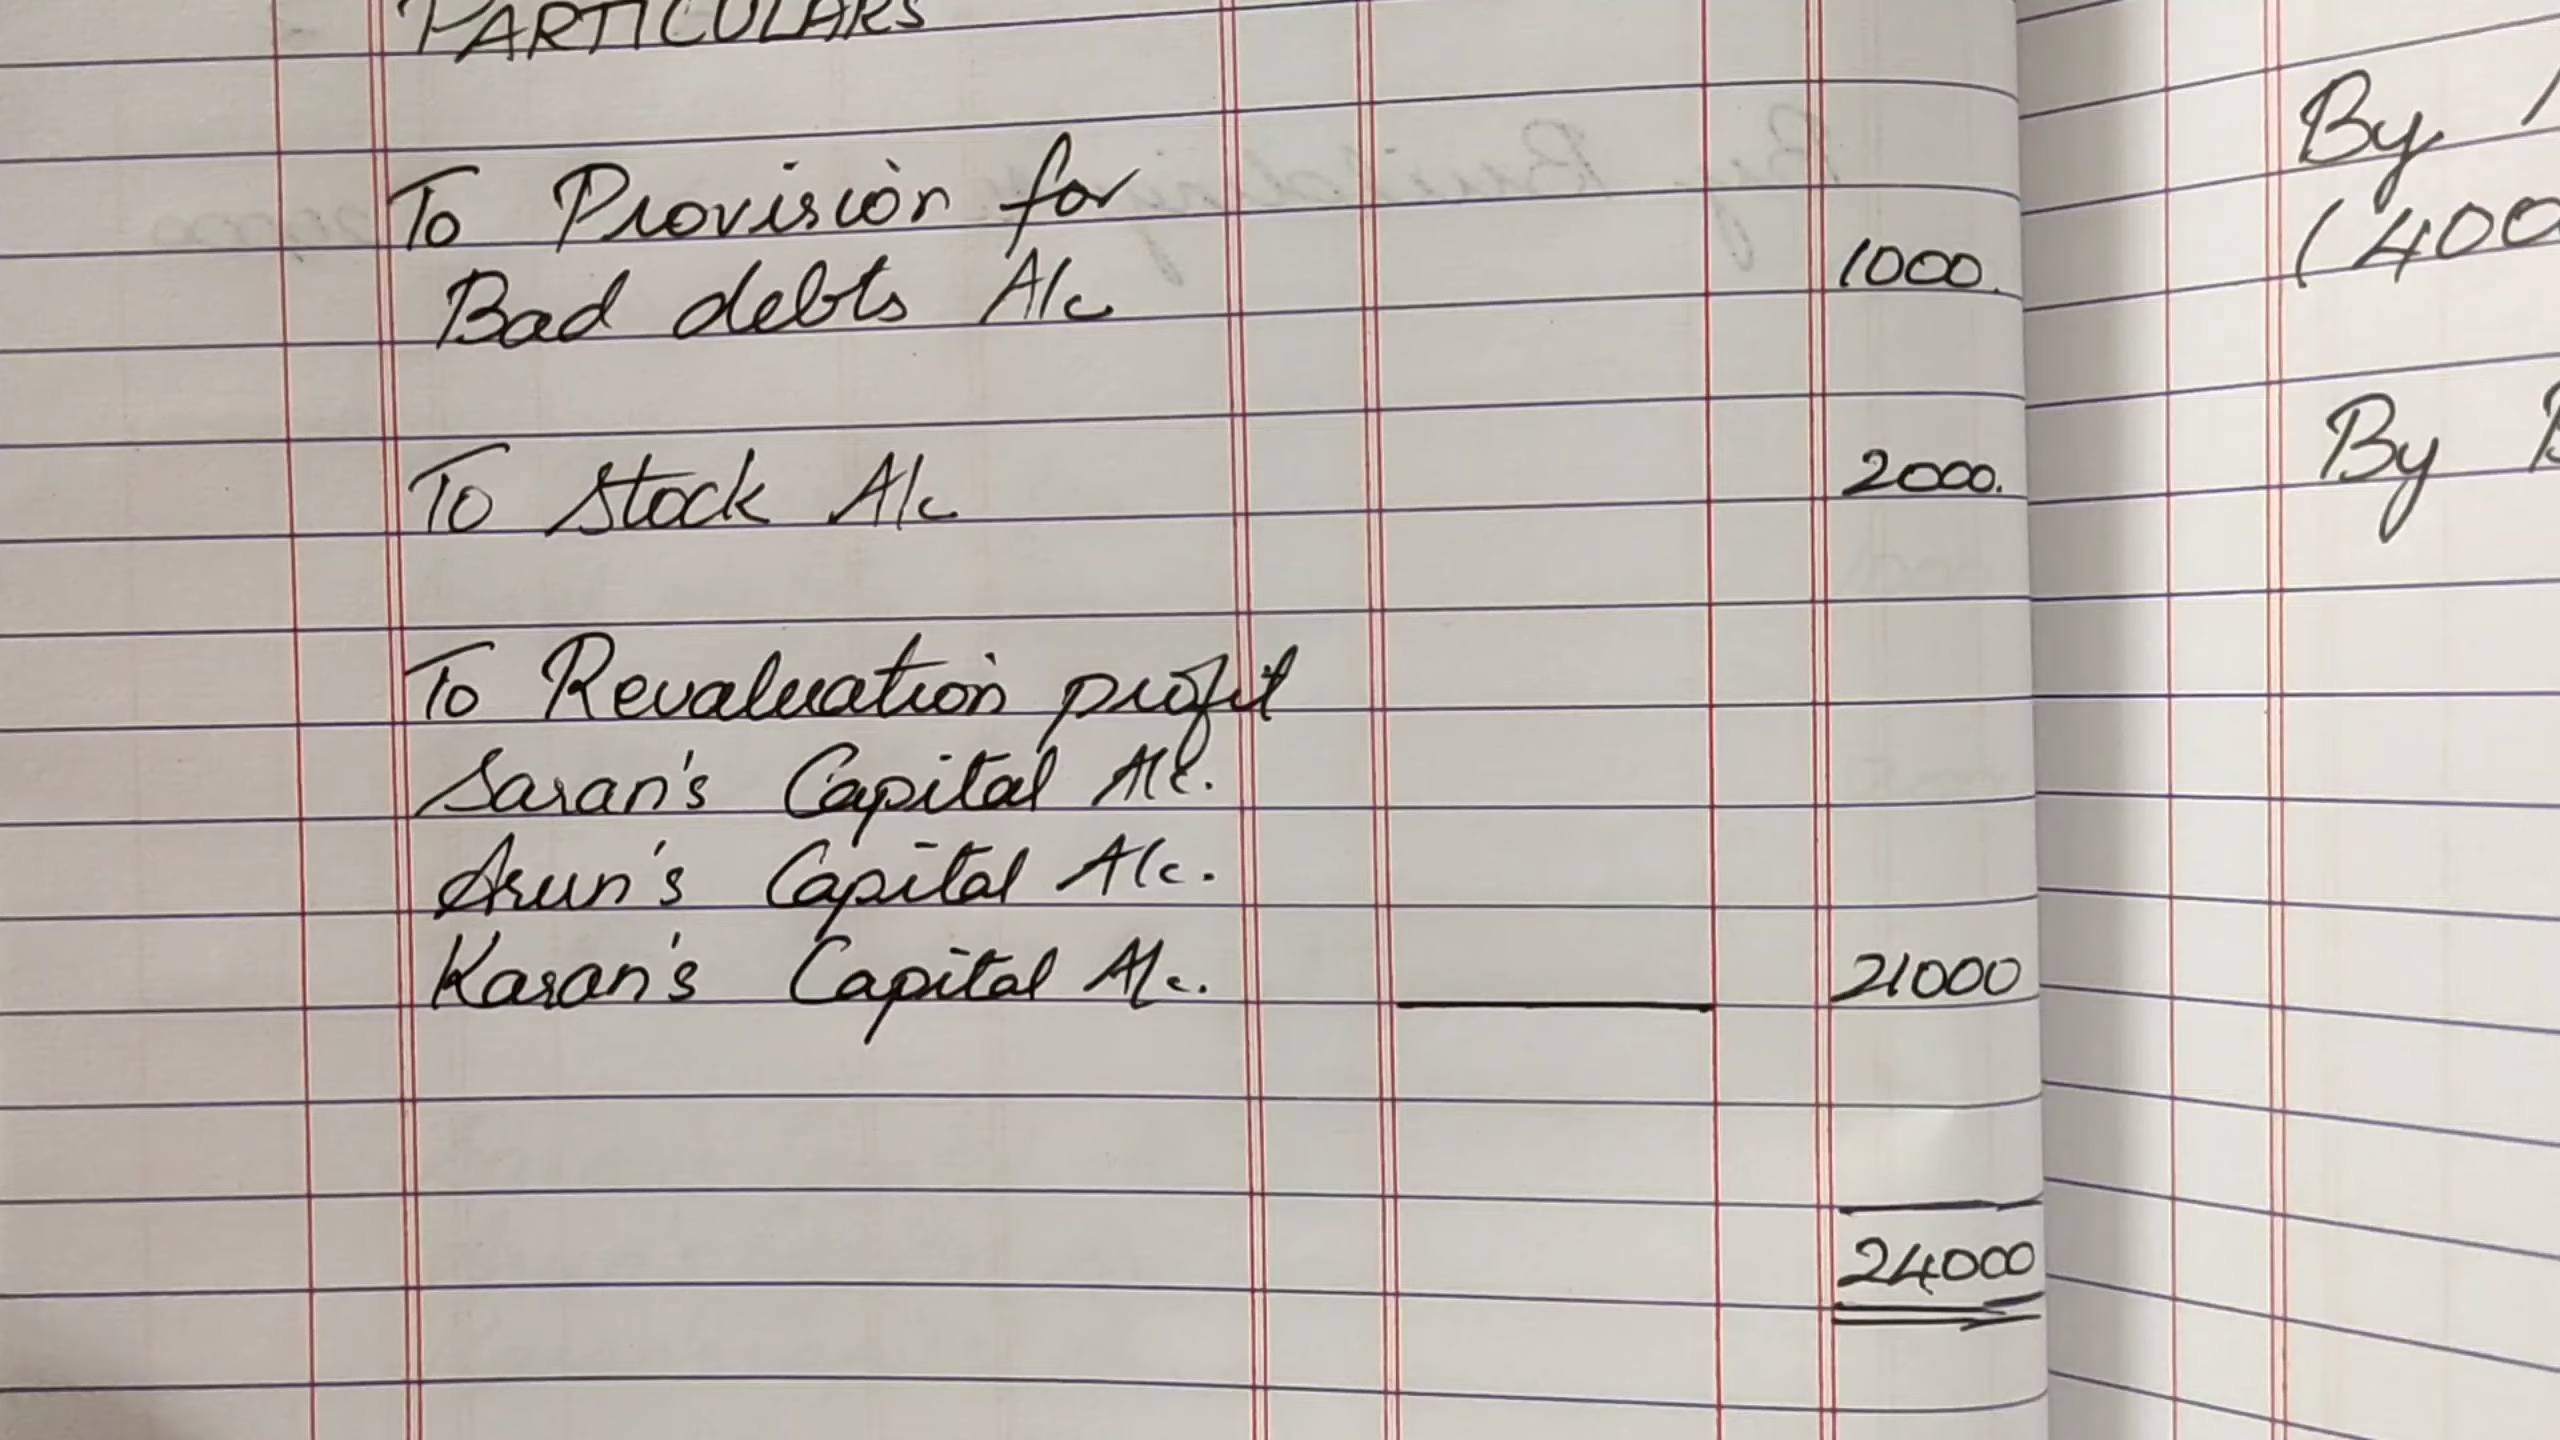 PARTICULARS
To Provision for
Bad debts A/c 1000.
To Stock A/c 2000.
To Revaluation profit
Saran's Capital A/c.
Arun's Capital A/c.
Karan's Capital A/c. 21000
24000
By
(400
By B